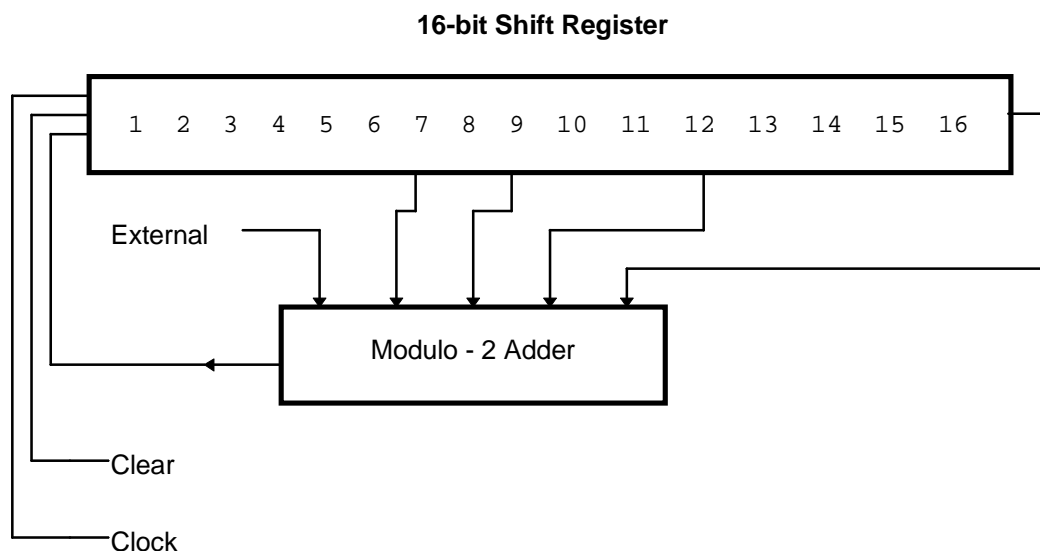 16-bit Shift Register
1 2 3 4 5 6 7 8 9 10 11 12 13 14 15 16
External
Modulo - 2 Adder
Clear
Clock